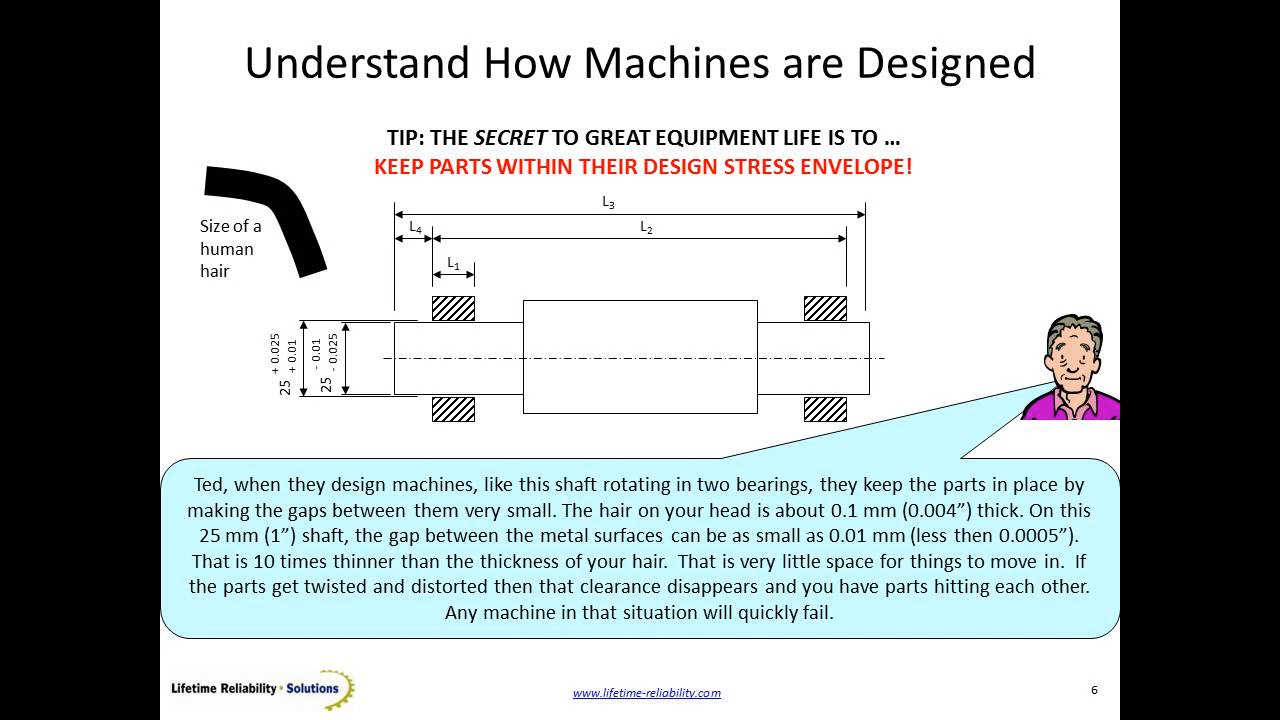 Understand How Machines are Designed
TIP: THE SECRET TO GREAT EQUIPMENT LIFE IS TO ...
KEEP PARTS WITHIN THEIR DESIGN STRESS ENVELOPE!
Size of a
human
hair
L3
L4
L2
L1
25 + 0.025
+ 0.01
25 - 0.01
- 0.025
Ted, when they design machines, like this shaft rotating in two bearings, they keep the parts in place by
making the gaps between them very small. The hair on your head is about 0.1 mm (0.004”) thick. On this
25 mm (1”) shaft, the gap between the metal surfaces can be as small as 0.01 mm (less then 0.0005”).
That is 10 times thinner than the thickness of your hair. That is very little space for things to move in. If
the parts get twisted and distorted then that clearance disappears and you have parts hitting each other.
Any machine in that situation will quickly fail.
Lifetime Reliability • Solutions
www.lifetime-reliability.com
6